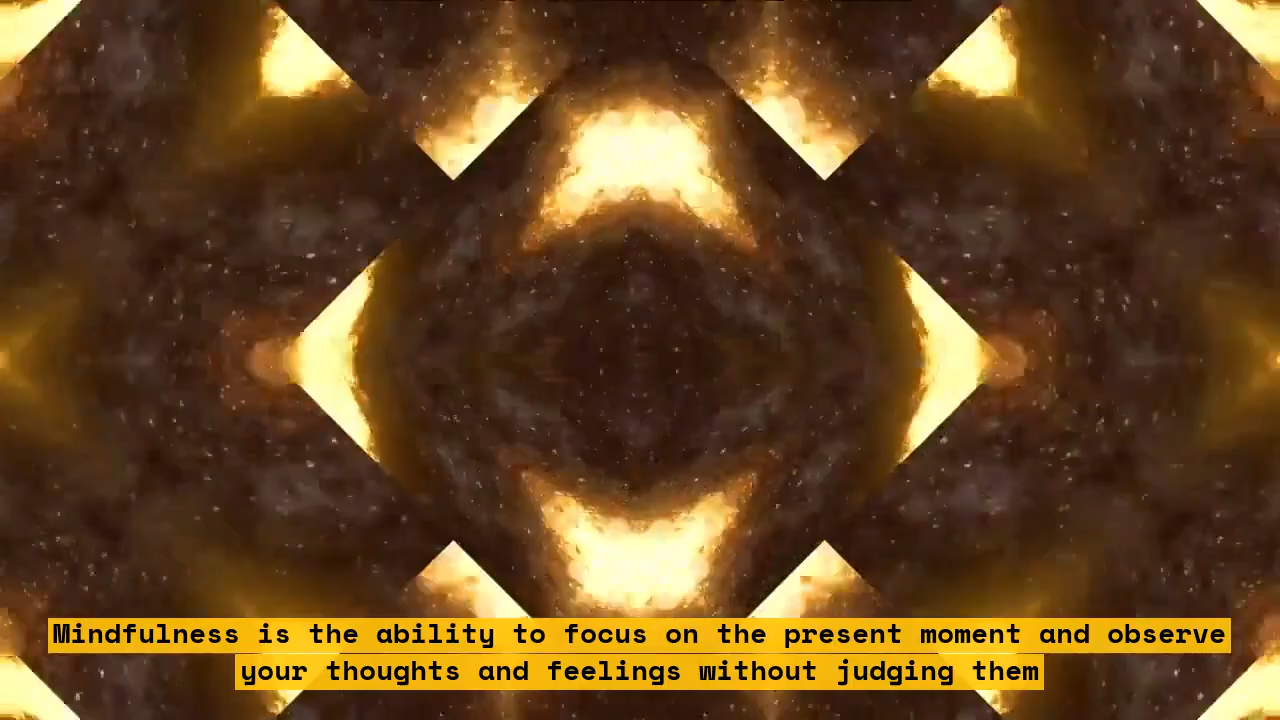 Mindfulness is the ability to focus on the present moment and observe
your thoughts and feelings without judging them